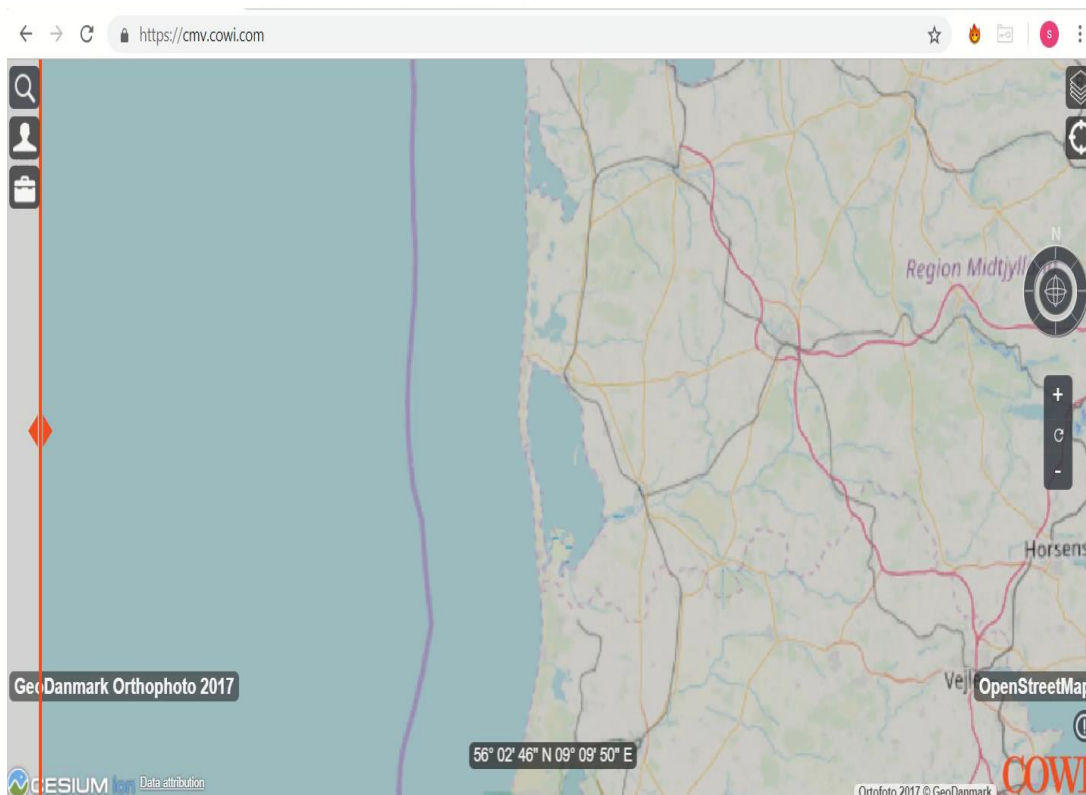 https://cmv.cowi.com
S
N
Region Midtjyll
+
-
Horsens
GeoDanmark Orthophoto 2017
Vejle
OpenStreetMap
56° 02' 46" N 09° 09' 50" E
CESIUM ion Data attribution
COWI
Ortofoto 2017 © GeoDanmark